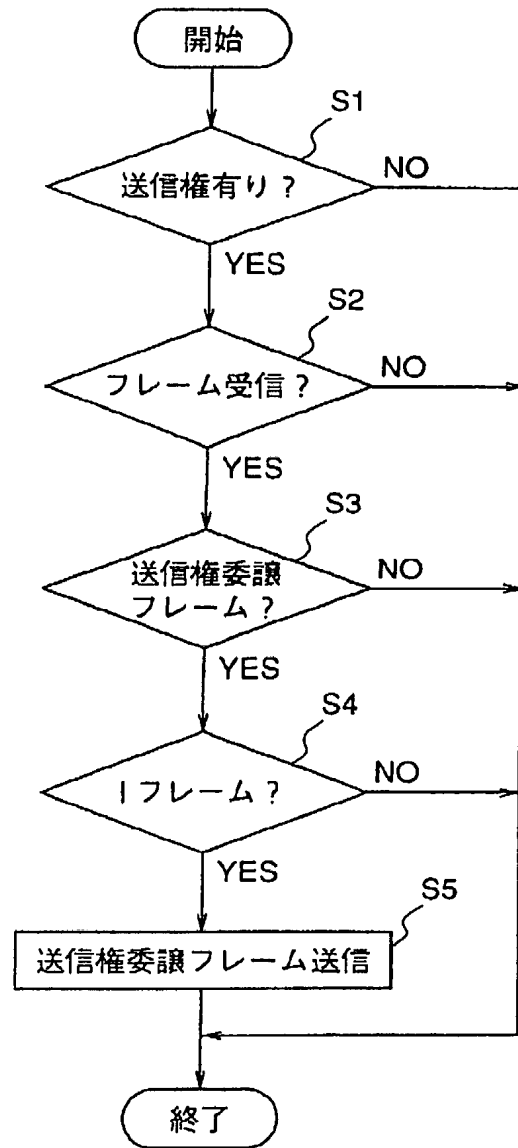 開始
S1
送信権有り?
NO
YES
S2
フレーム受信?
NO
YES
S3
送信権委譲
フレーム?
NO
YES
S4
Iフレーム?
NO
YES
S5
送信権委譲フレーム送信
終了